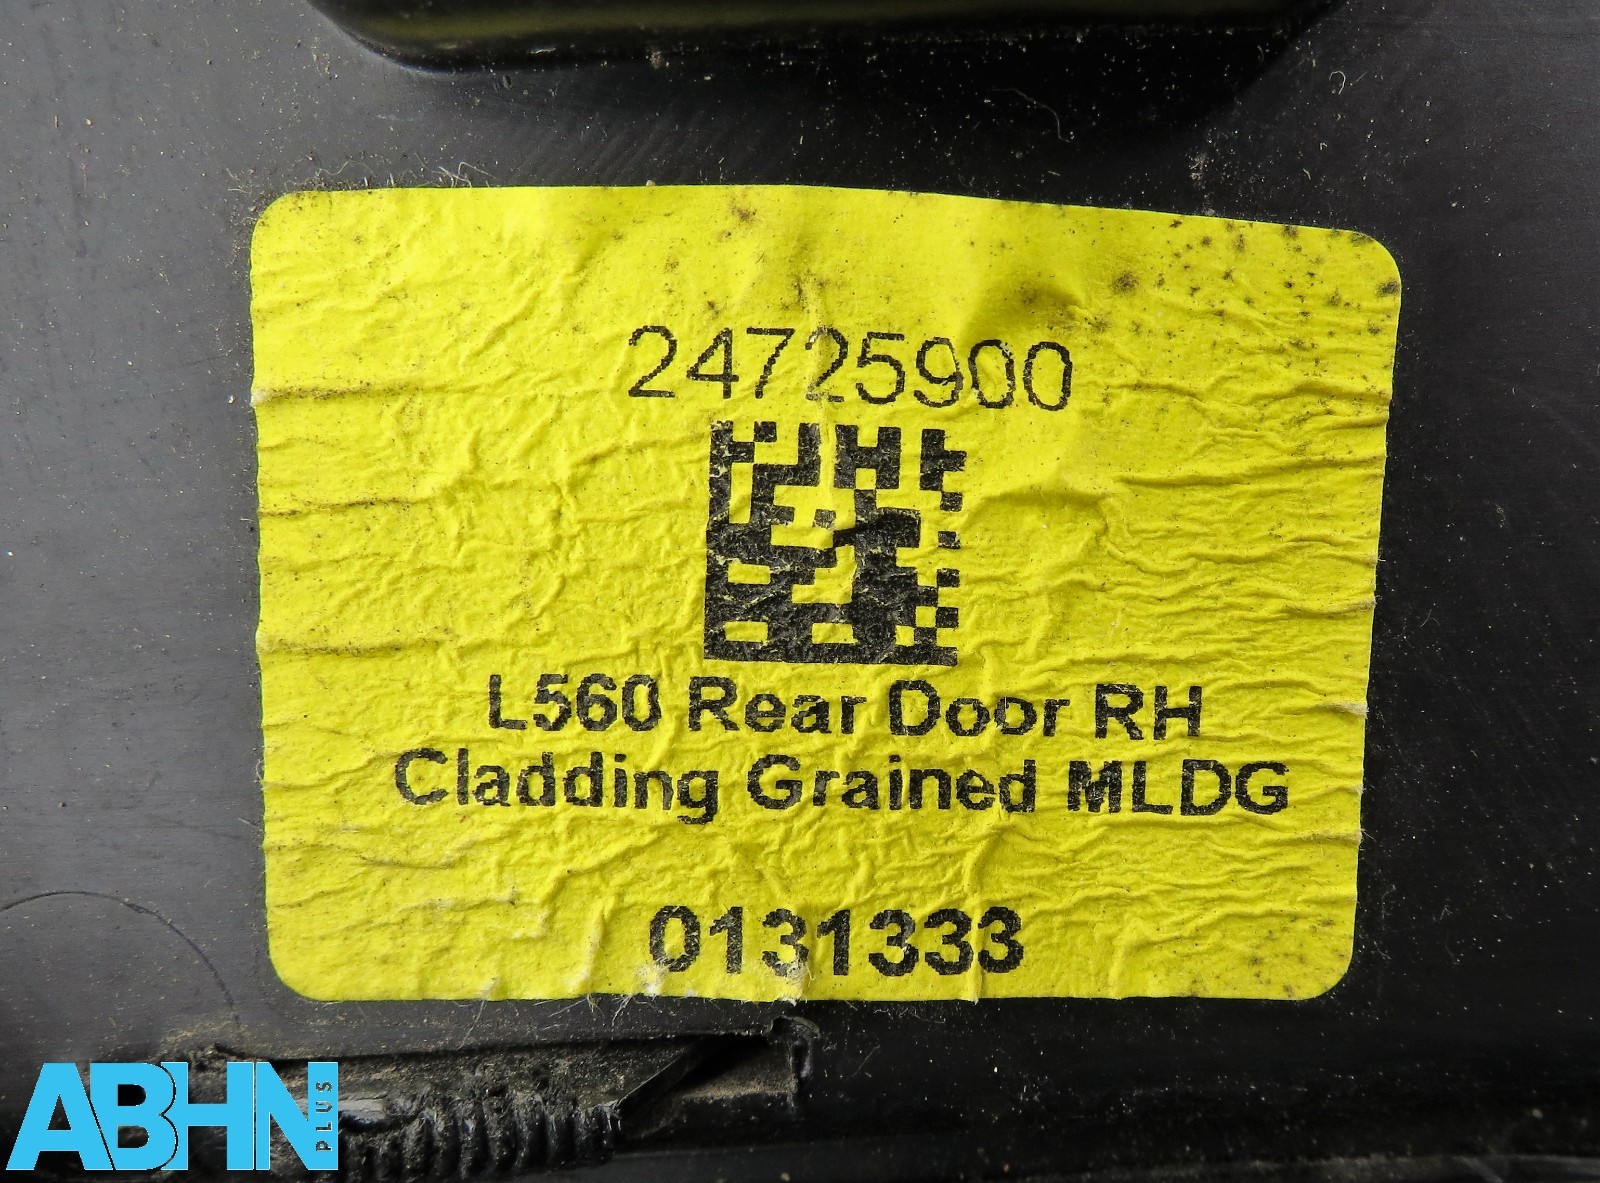 24725900
L560 Rear Door RH
Cladding Grained MLDG
0131333
ABHN PLUS